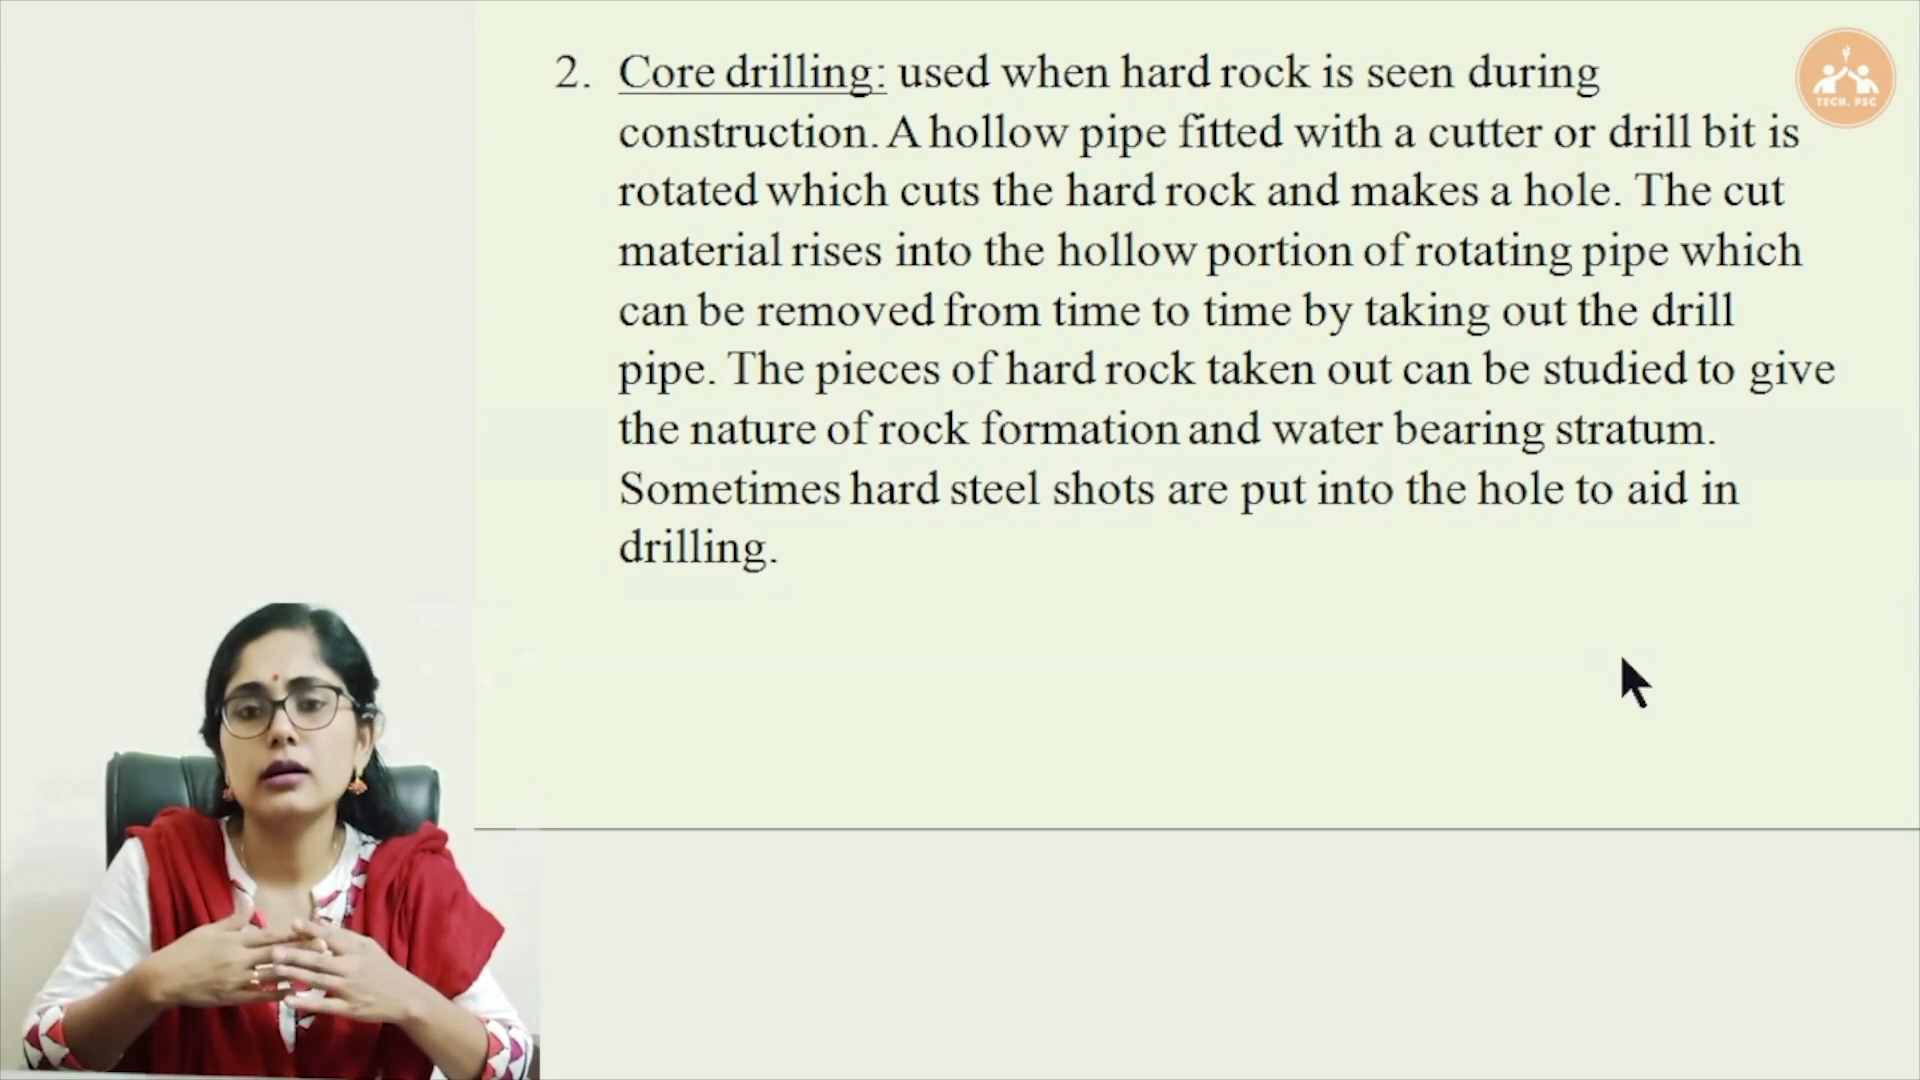 2. Core drilling: used when hard rock is seen during
construction. A hollow pipe fitted with a cutter or drill bit is
rotated which cuts the hard rock and makes a hole. The cut
material rises into the hollow portion of rotating pipe which
can be removed from time to time by taking out the drill
pipe. The pieces of hard rock taken out can be studied to give
the nature of rock formation and water bearing stratum.
Sometimes hard steel shots are put into the hole to aid in
drilling.
TECH. PSC